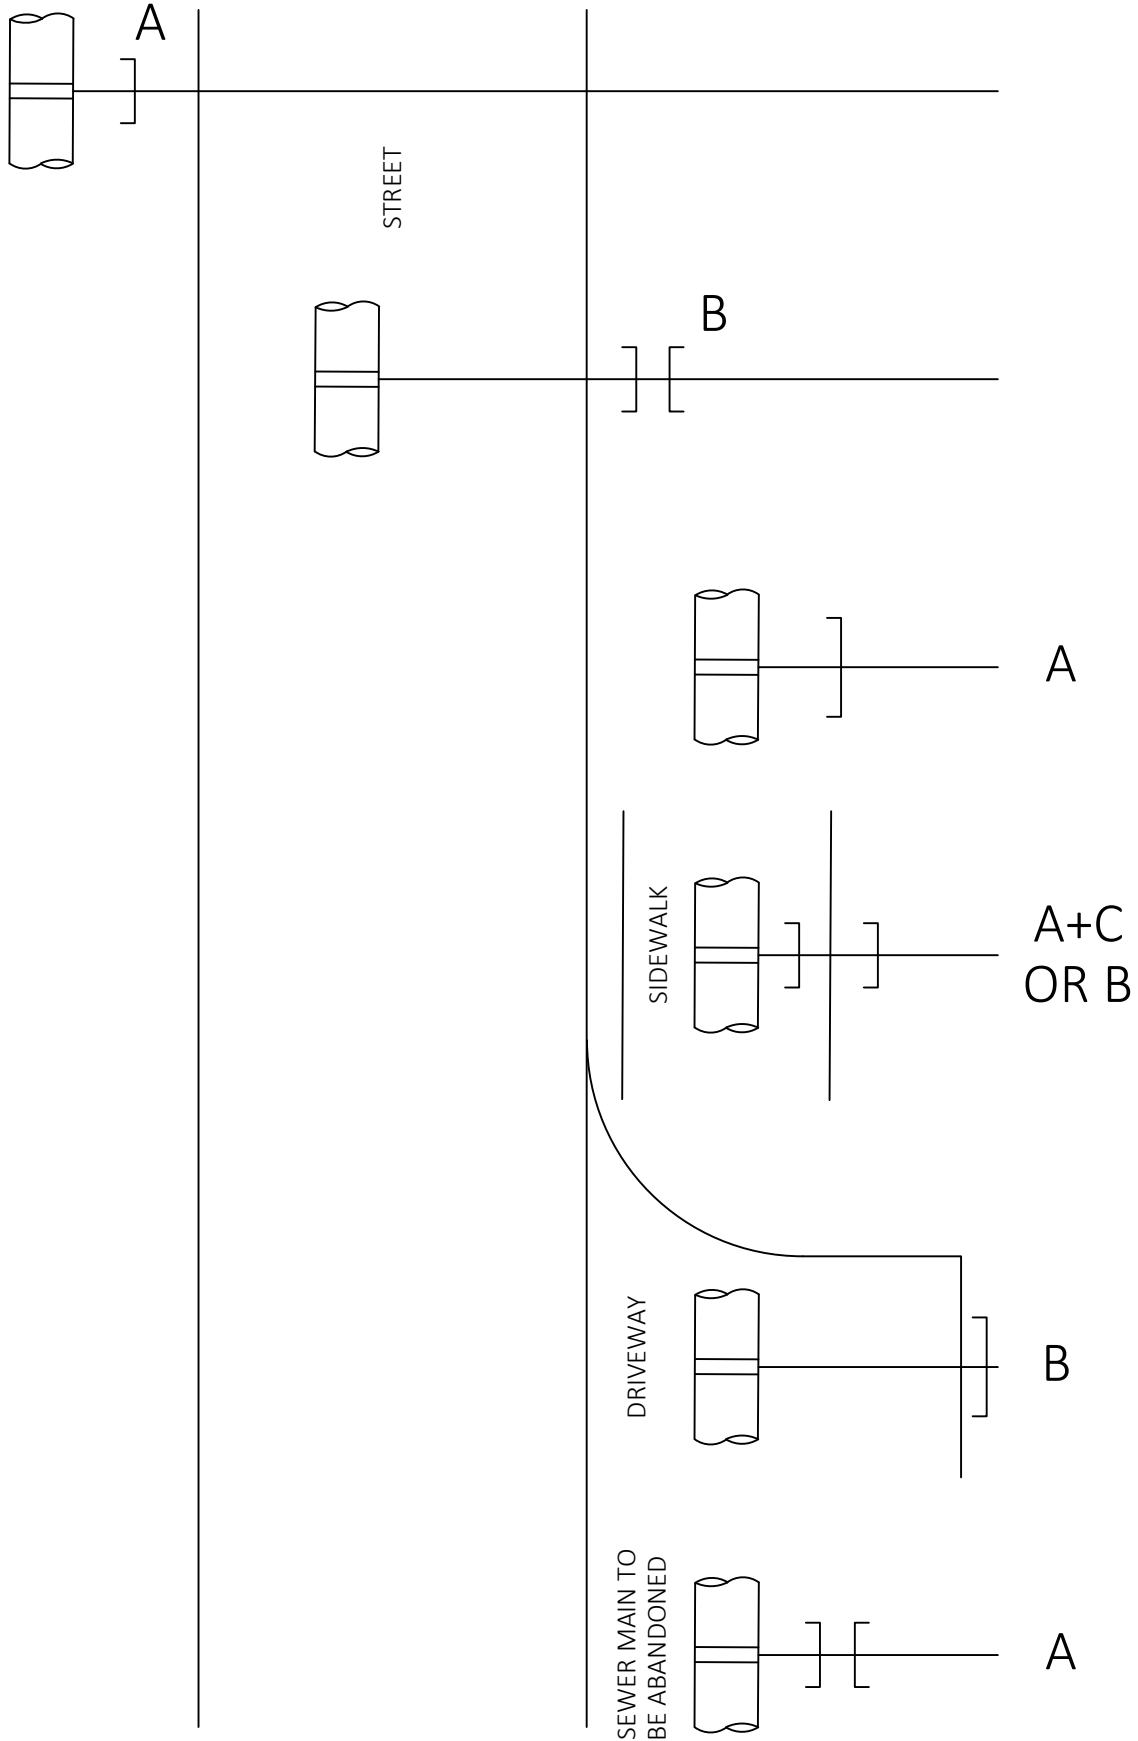 A
STREET
B
A
SIDEWALK
A+C
OR B
DRIVEWAY
B
SEWER MAIN TO
BE ABANDONED
A